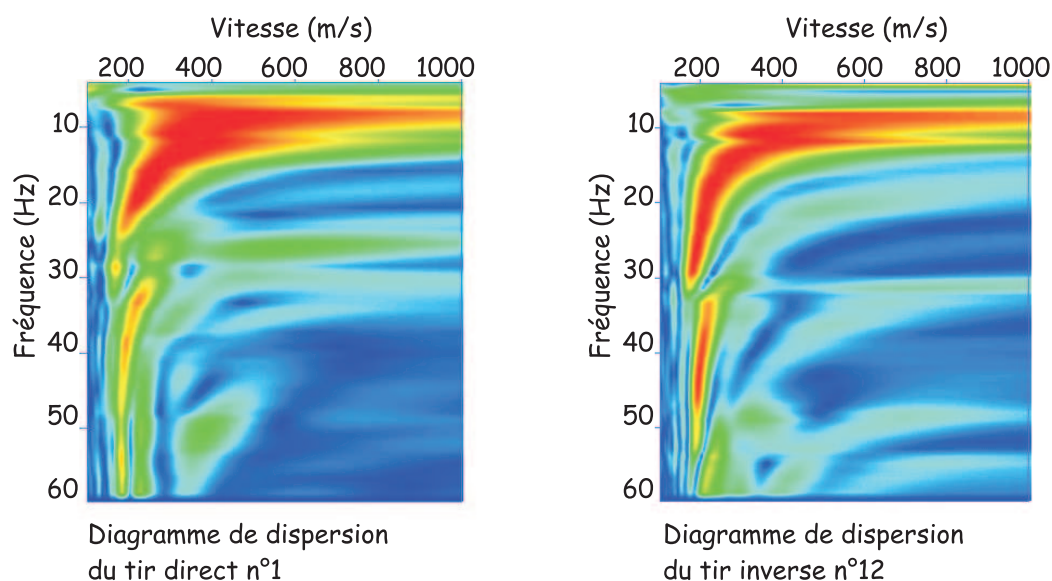 Vitesse (m/s)
200 400 600 800 1000
Fréquence (Hz)
10
20
30
40
50
60
Diagramme de dispersion
du tir direct n°1
Vitesse (m/s)
200 400 600 800 1000
Fréquence (Hz)
10
20
30
40
50
60
Diagramme de dispersion
du tir inverse n°12